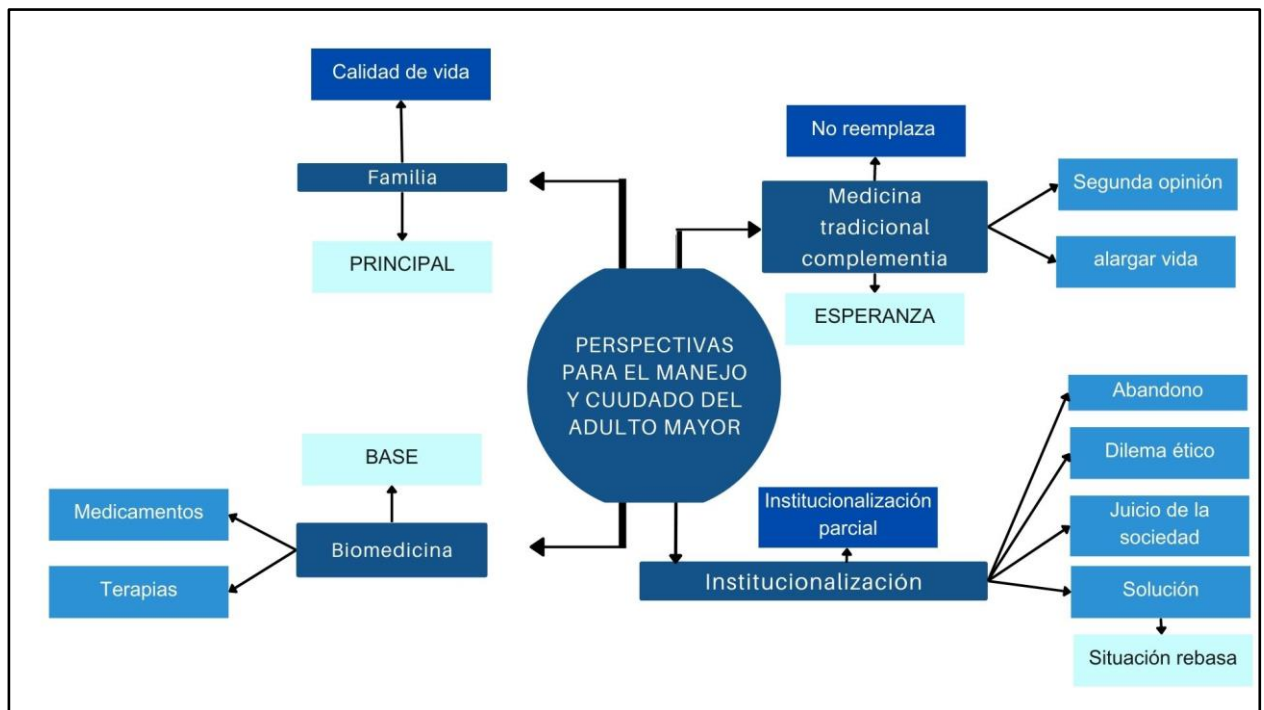 Calidad de vida
Familia
PRINCIPAL
No reemplaza
Medicina
tradicional
complementia
ESPERANZA
Segunda opinión
alargar vida
PERSPECTIVAS
PARA EL MANEJO
Y CUUDADO DEL
ADULTO MAYOR
BASE
Medicamentos
Biomedicina
Terapias
Institucionalización
parcial
Institucionalización
Abandono
Dilema ético
Juicio de la
sociedad
Solución
Situación rebasa